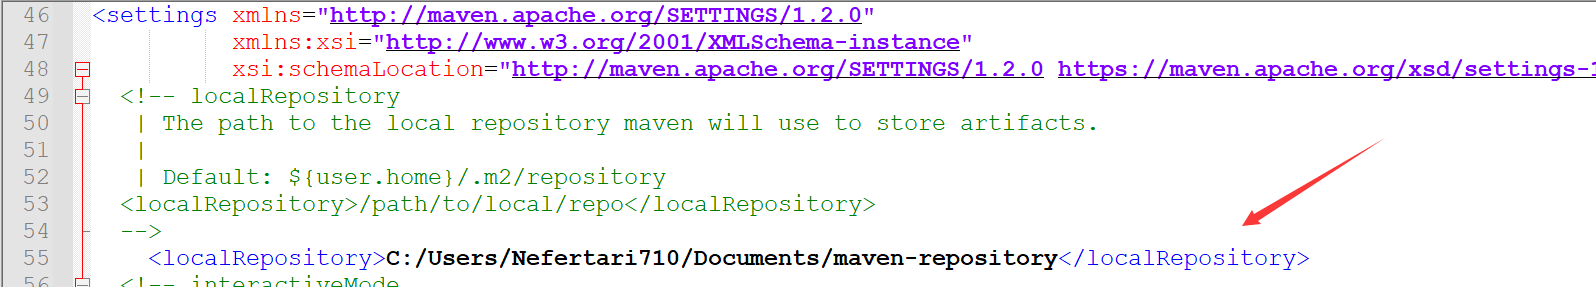 46 <settings xmlns="http://maven.apache.org/SETTINGS/1.2.0"
47 xmlns:xsi="http://www.w3.org/2001/XMLSchema-instance"
48 xsi:schemaLocation="http://maven.apache.org/SETTINGS/1.2.0 https://maven.apache.org/xsd/settings-1
49 <!-- localRepository
50 | The path to the local repository maven will use to store artifacts.
51 |
52 | Default: ${user.home}/.m2/repository
53 <localRepository>/path/to/local/repo</localRepository>
54 -->
55 <localRepository>C:/Users/Nefertari710/Documents/maven-repository</localRepository>
56 <!-- interactiveMode